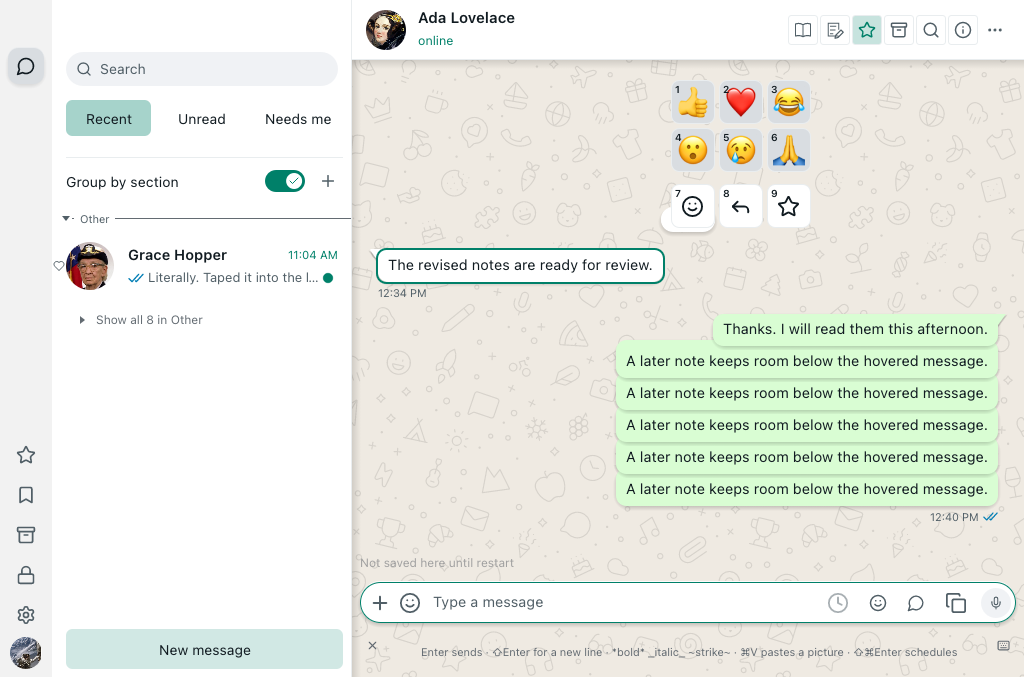 Ada Lovelace
online
Search
Recent
Unread
Needs me
Group by section
Other
Grace Hopper
11:04 AM
Literally. Taped it into the l...
Show all 8 in Other
New message
1
2
3
4
5
6
7
8
9
The revised notes are ready for review.
12:34 PM
Thanks. I will read them this afternoon.
A later note keeps room below the hovered message.
A later note keeps room below the hovered message.
A later note keeps room below the hovered message.
A later note keeps room below the hovered message.
A later note keeps room below the hovered message.
12:40 PM
Not saved here until restart
Type a message
Enter sends · ⇧Enter for a new line · *bold* _italic_ ~strike~ · ⌘V pastes a picture · ⇧⌘Enter schedules